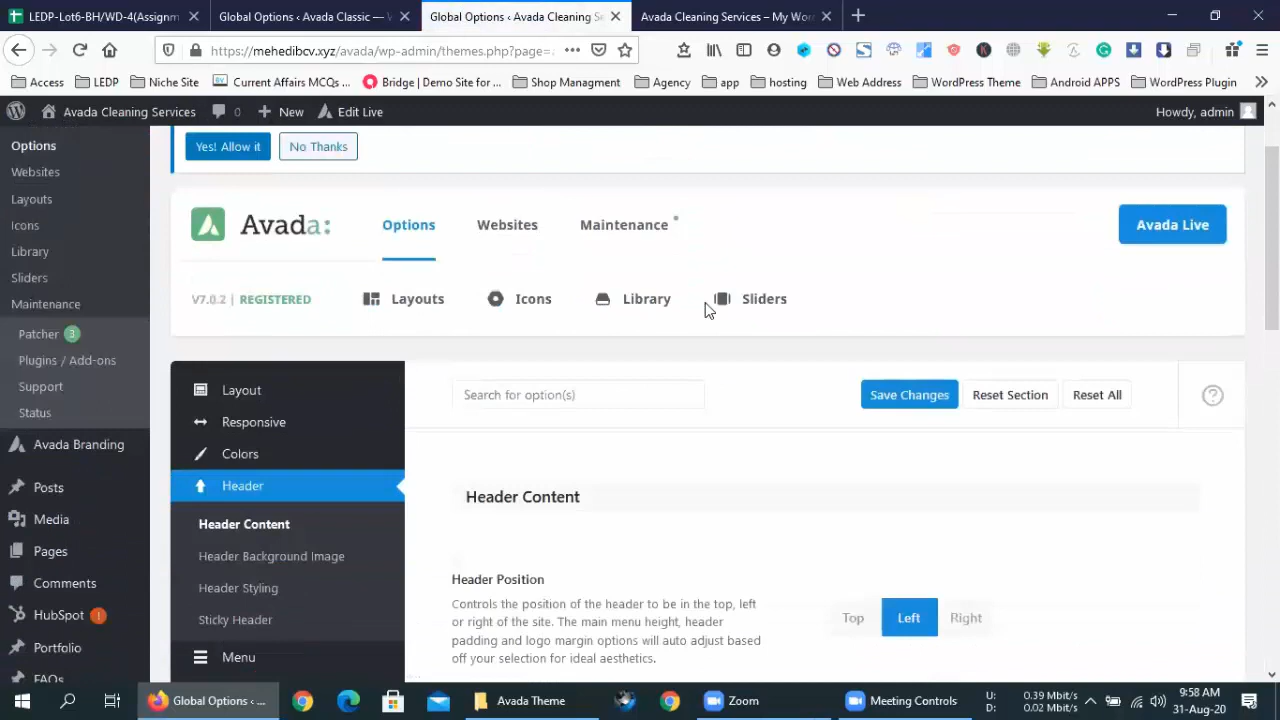 LEDP-Lot6-BH/WD-4(Assignm
Global Options ‹ Avada Classic — W
Global Options ‹ Avada Cleaning Se
Avada Cleaning Services – My Wor
https://mehedibcv.xyz/avada/wp-admin/themes.php?page=
Access
LEDP
Niche Site
Current Affairs MCQs ...
Bridge | Demo Site for ...
Shop Managment
Agency
app
hosting
Web Address
WordPress Theme
Android APPS
WordPress Plugin
Avada Cleaning Services
0
New
Edit Live
Howdy, admin
Options
Websites
Layouts
Icons
Library
Sliders
Maintenance
Patcher 3
Plugins / Add-ons
Support
Status
Avada Branding
Posts
Media
Pages
Comments
HubSpot !
Portfolio
FAQs
Yes! Allow it
No Thanks
Avada:
Options
Websites
Maintenance
Avada Live
V7.0.2 | REGISTERED
Layouts
Icons
Library
Sliders
Layout
Responsive
Colors
Header
Header Content
Header Background Image
Header Styling
Sticky Header
Menu
Search for option(s)
Save Changes
Reset Section
Reset All
Header Content
Header Position
Controls the position of the header to be in the top, left
or right of the site. The main menu height, header
padding and logo margin options will auto adjust based
off your selection for ideal aesthetics.
Top
Left
Right
Global Options ‹ ...
Avada Theme
Zoom
Meeting Controls
U: 0.39 Mbit/s
D: 0.02 Mbit/s
9:58 AM
31-Aug-20